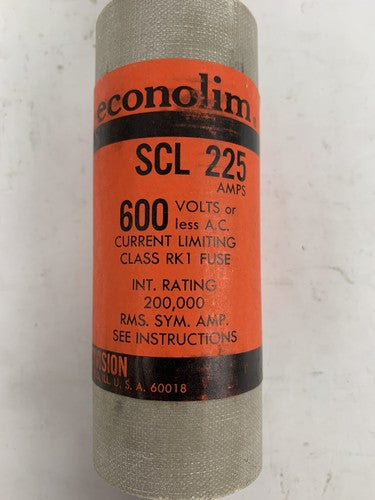 econolim®
SCL 225
AMPS
600 VOLTS or
less A.C.
CURRENT LIMITING
CLASS RK1 FUSE
INT. RATING
200,000
RMS. SYM. AMP.
SEE INSTRUCTIONS
ILL. U. S. A. 60018